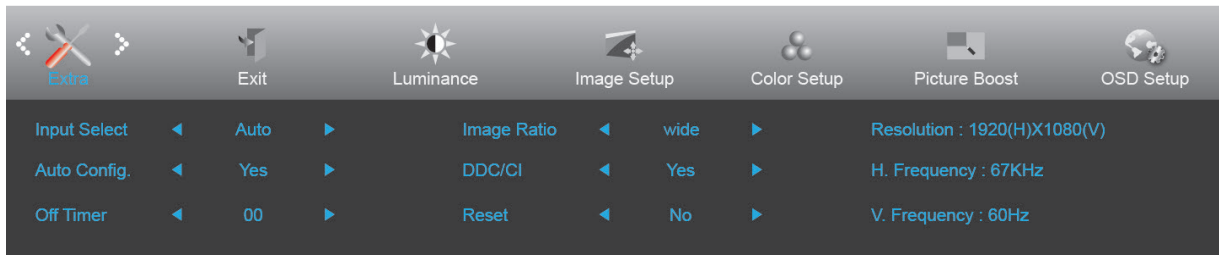 Extra Exit Luminance Image Setup Color Setup Picture Boost OSD Setup
Input Select Auto Image Ratio wide Resolution : 1920(H)X1080(V)
Auto Config. Yes DDC/CI Yes H. Frequency : 67KHz
Off Timer 00 Reset No V. Frequency : 60Hz